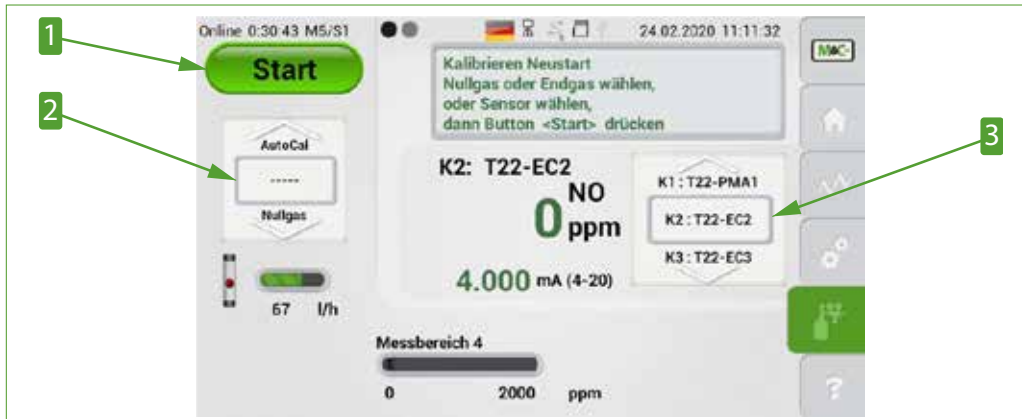 1
2
3
Online 0:30:43 M5/S1
24.02.2020 11:11:32
Start
Kalibrieren Neustart
Nullgas oder Endgas wählen,
oder Sensor wählen,
dann Button <Start> drücken
AutoCal
-----
Nullgas
67 l/h
K2: T22-EC2
NO
0 ppm
4.000 mA (4-20)
K1:T22-PMA1
K2:T22-EC2
K3:T22-EC3
Messbereich 4
0 2000 ppm
?